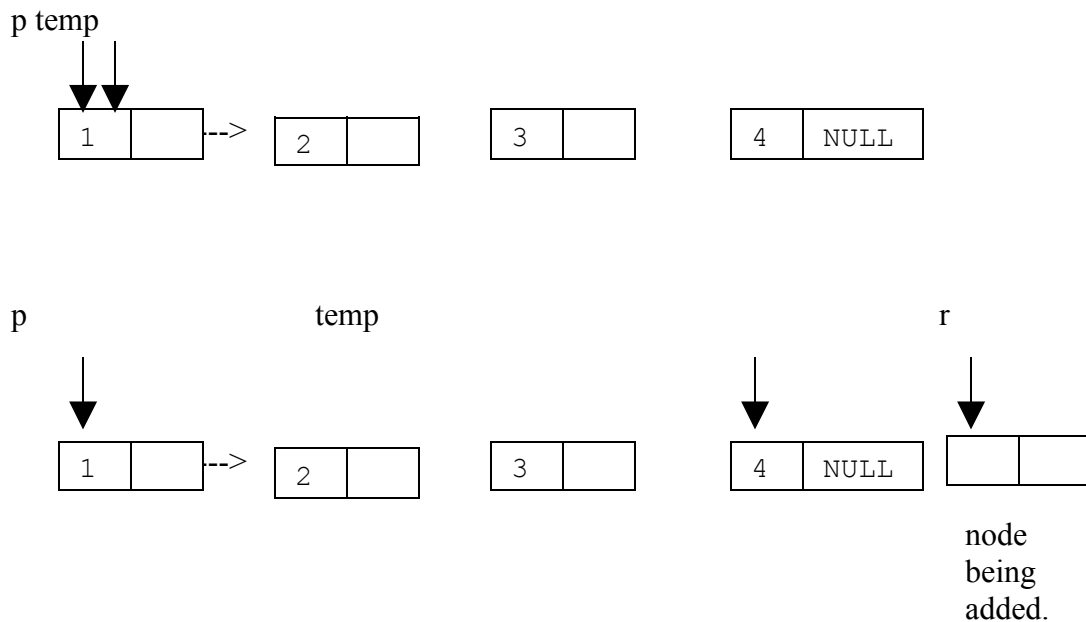 p temp
1 ---> 2 3 4 NULL
p temp r
1 ---> 2 3 4 NULL
node
being
added.